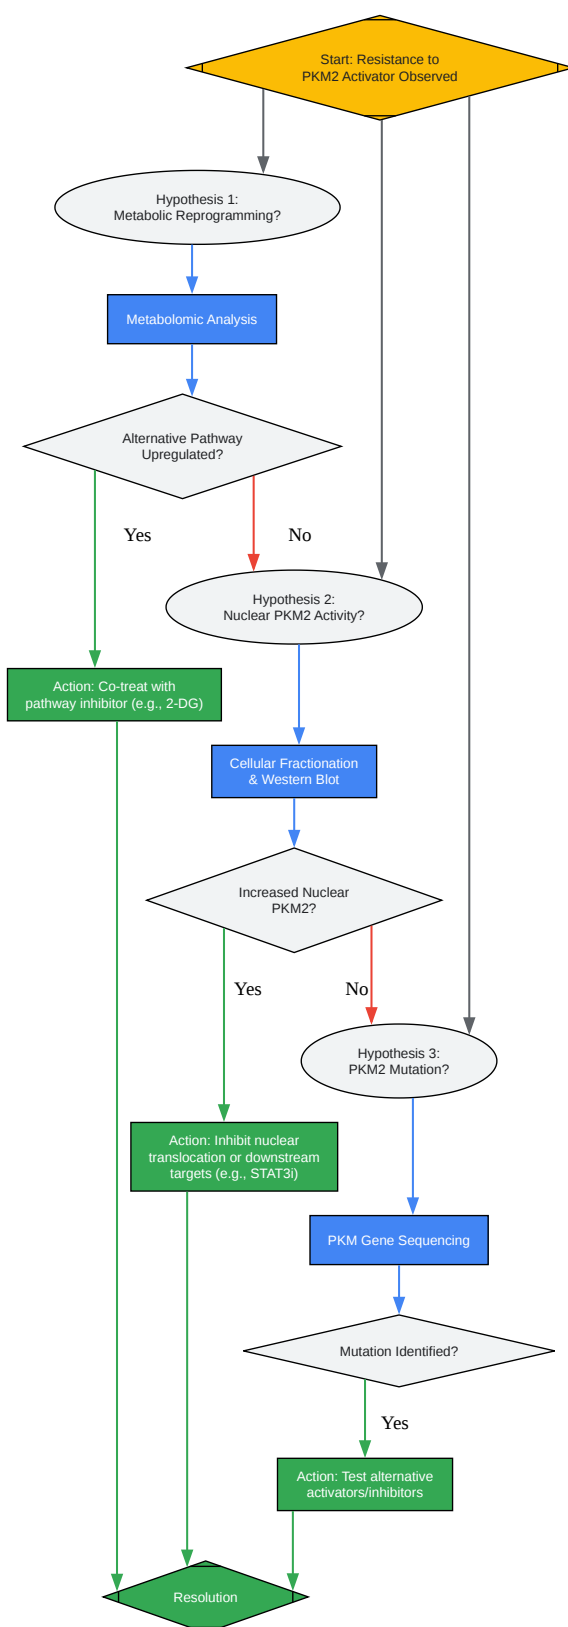 Start: Resistance to
PKM2 Activator Observed
Hypothesis 1:
Metabolic Reprogramming?
Metabolomic Analysis
Alternative Pathway
Upregulated?
Yes
No
Hypothesis 2:
Nuclear PKM2 Activity?
Action: Co-treat with
pathway inhibitor (e.g., 2-DG)
Cellular Fractionation
& Western Blot
Increased Nuclear
PKM2?
Yes
No
Hypothesis 3:
PKM2 Mutation?
Action: Inhibit nuclear
translocation or downstream
targets (e.g., STAT3i)
PKM Gene Sequencing
Mutation Identified?
Yes
Action: Test alternative
activators/inhibitors
Resolution